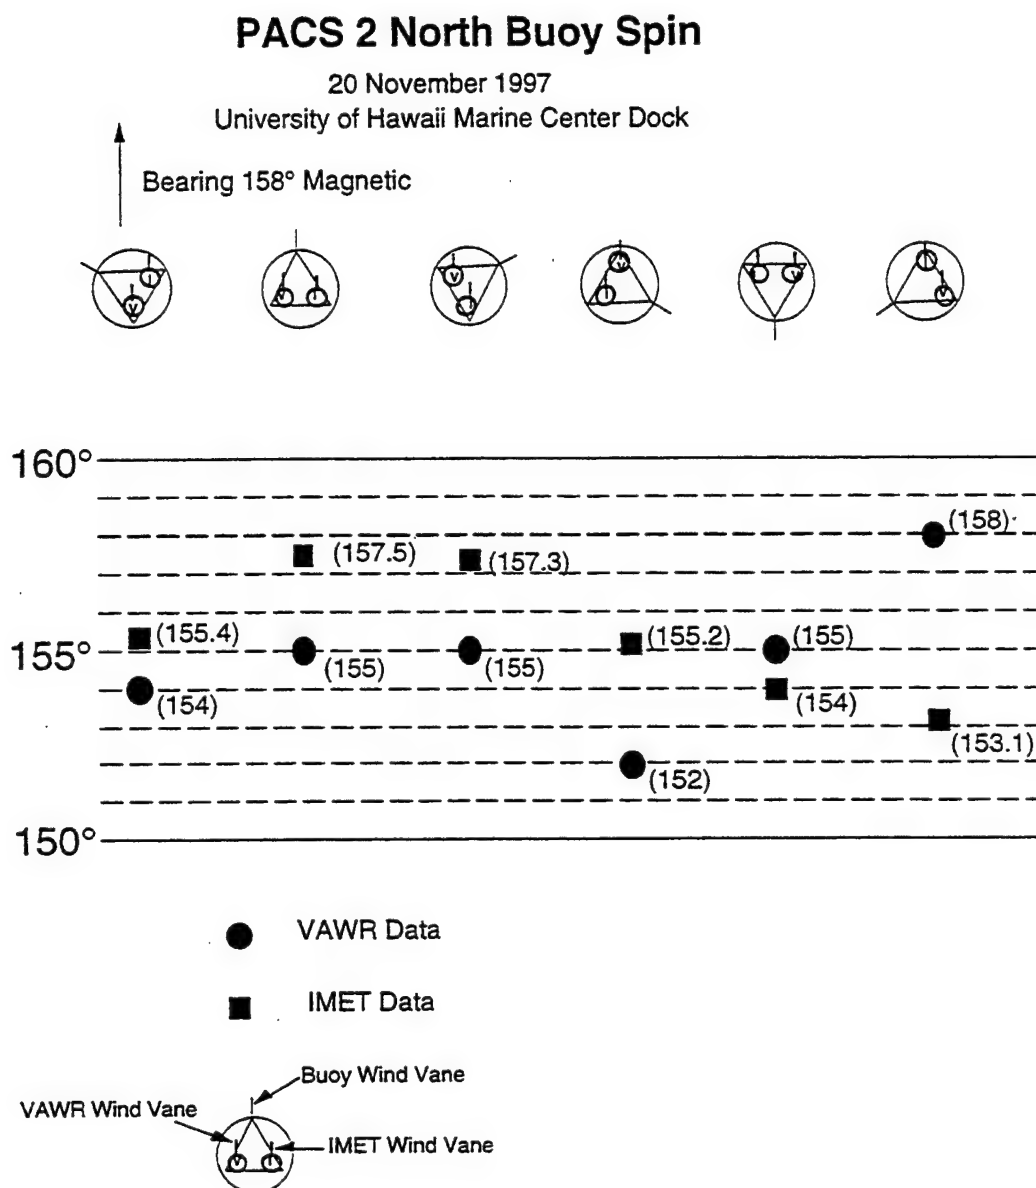 PACS 2 North Buoy Spin
20 November 1997
University of Hawaii Marine Center Dock
Bearing 158° Magnetic
V I
V I
V I
V I
I V
I V
160°
(158)
(157.5)
(157.3)
(155.4)
(155.2)
(155)
155°
(155)
(155)
(154)
(154)
(153.1)
(152)
150°
VAWR Data
IMET Data
Buoy Wind Vane
VAWR Wind Vane
IMET Wind Vane
V I